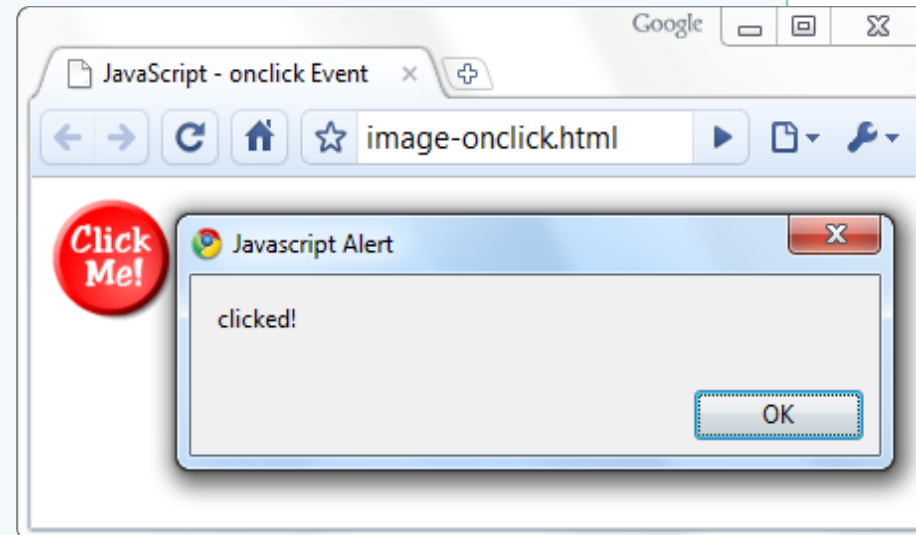 Google
JavaScript - onclick Event
image-onclick.html
Click
Me!
Javascript Alert
clicked!
OK